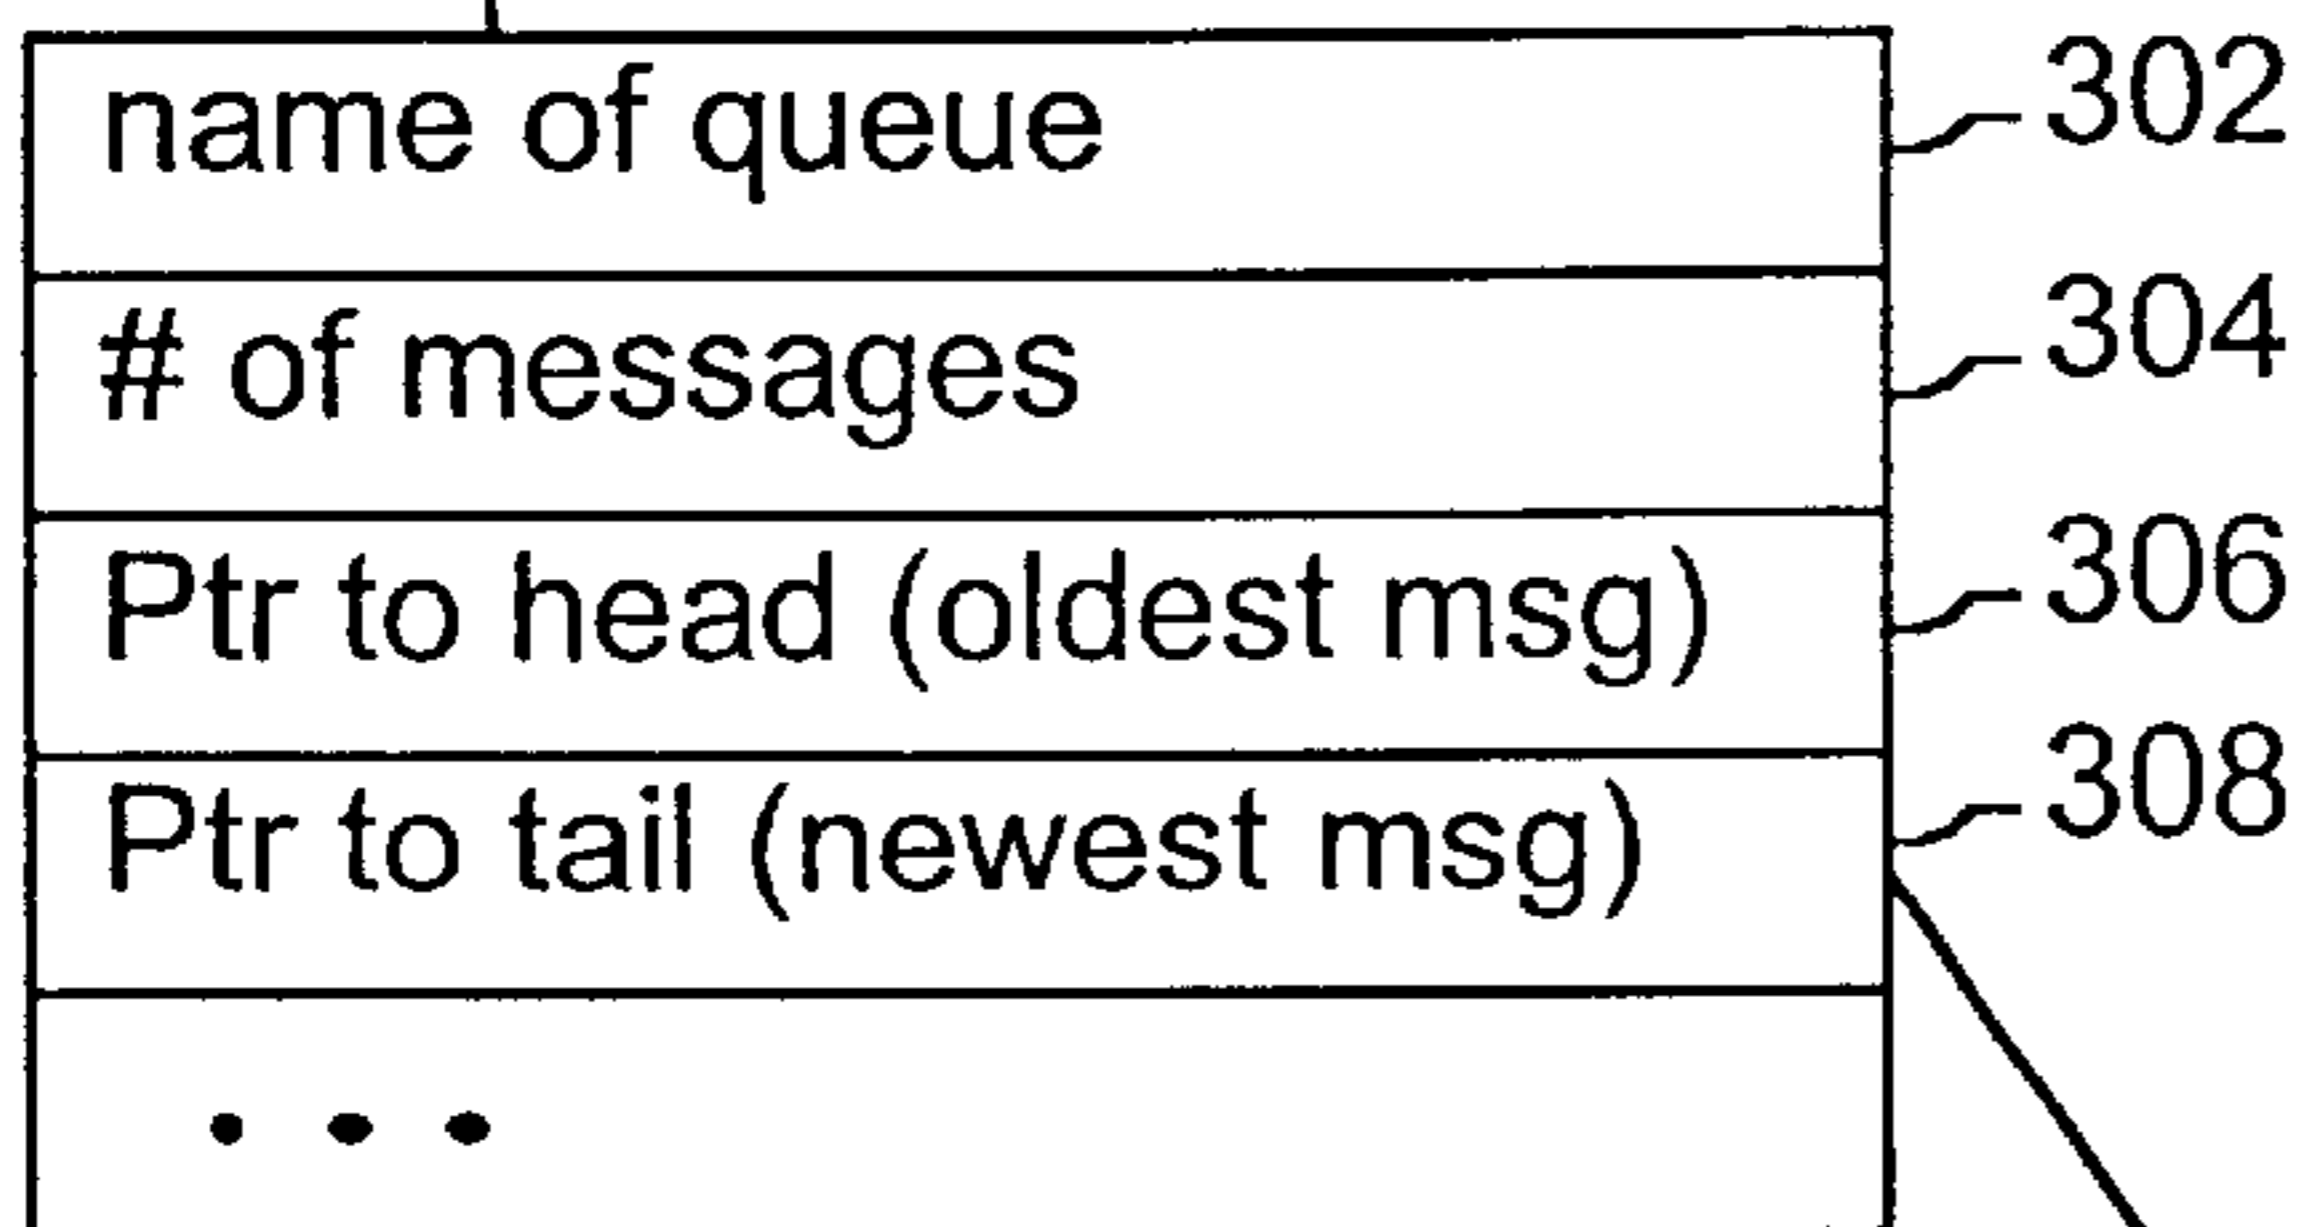 name of queue 302
# of messages 304
Ptr to head (oldest msg) 306
Ptr to tail (newest msg) 308
• • •